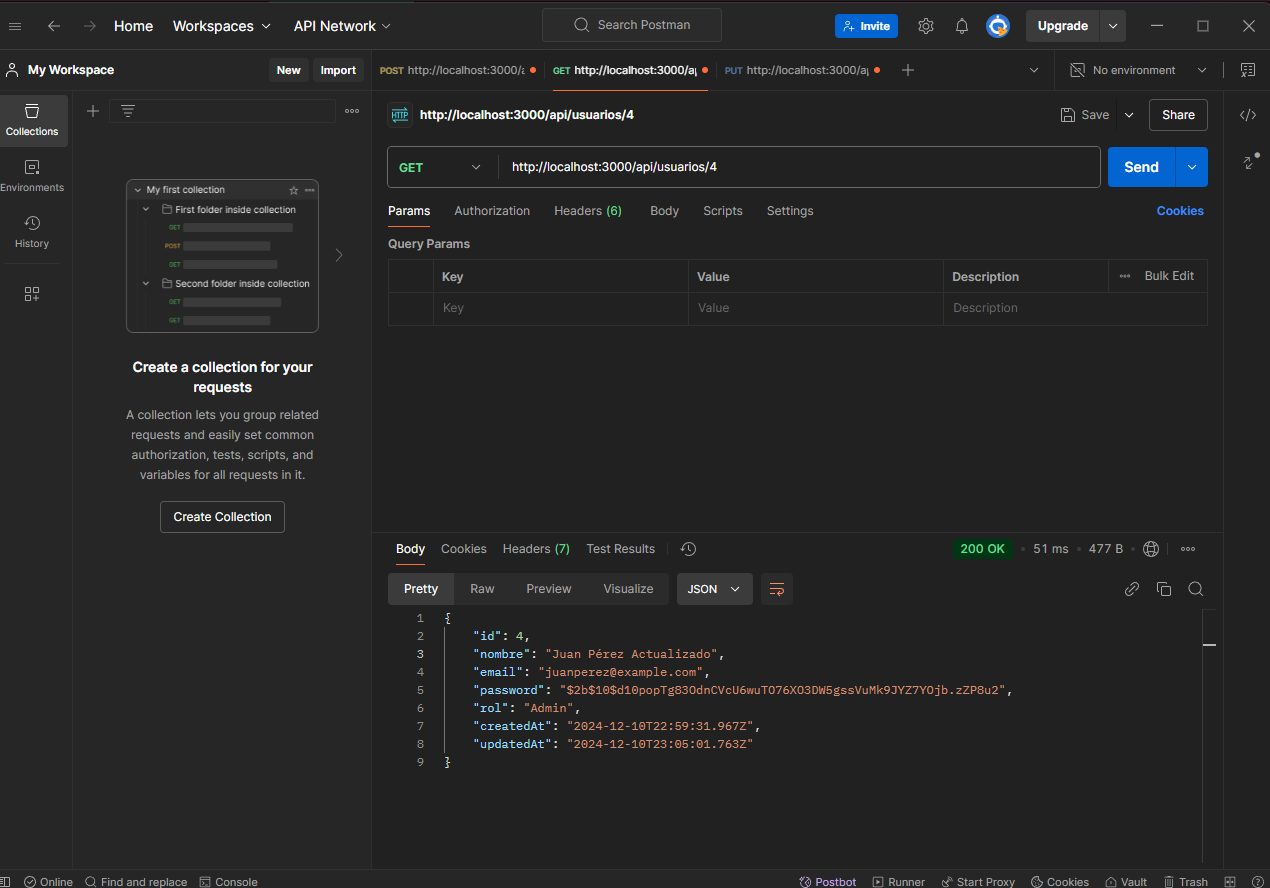 Home Workspaces API Network Search Postman Invite Upgrade
My Workspace New Import POST http://localhost:3000/a GET http://localhost:3000/a PUT http://localhost:3000/a No environment
Collections
Environments
History
My first collection
First folder inside collection
GET
POST
GET
Second folder inside collection
GET
GET
Create a collection for your
requests
A collection lets you group related
requests and easily set common
authorization, tests, scripts, and
variables for all requests in it.
Create Collection
HTTP http://localhost:3000/api/usuarios/4 Save Share
GET http://localhost:3000/api/usuarios/4 Send
Params Authorization Headers (6) Body Scripts Settings Cookies
Query Params
Key Value Description Bulk Edit
Key Value Description
Body Cookies Headers (7) Test Results 200 OK 51 ms 477 B
Pretty Raw Preview Visualize JSON
1 {
2 "id": 4,
3 "nombre": "Juan Pérez Actualizado",
4 "email": "juanperez@example.com",
5 "password": "$2b$10$d10popTg83OdnCVcU6wuTO76XO3DW5gssVuMk9JYZ7YOjb.zZP8u2",
6 "rol": "Admin",
7 "createdAt": "2024-12-10T22:59:31.967Z",
8 "updatedAt": "2024-12-10T23:05:01.763Z"
9 }
Online Find and replace Console Postbot Runner Start Proxy Cookies Vault Trash